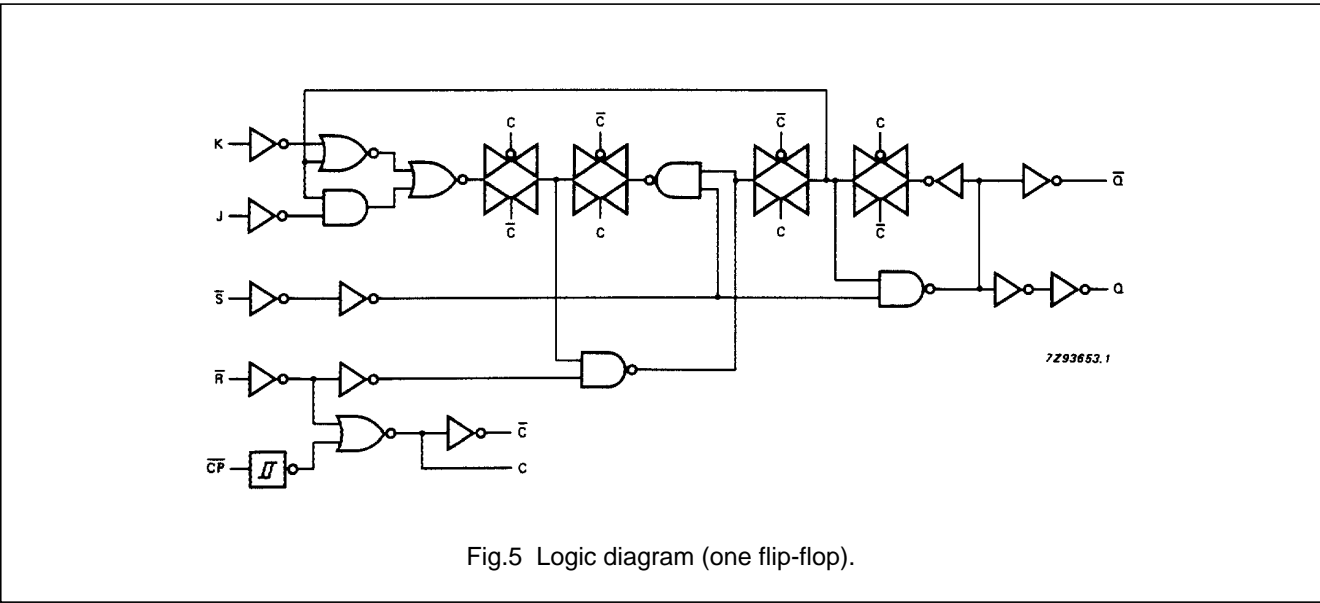 C
C̅
C̅
C
K
J
C̅
C
C
C̅
Q̅
S̅
Q
7Z93653.1
R̅
C̅
C̅P̅
C
Fig.5 Logic diagram (one flip-flop).